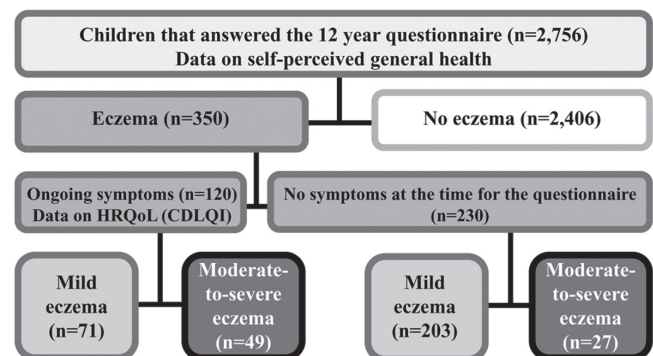 Children that answered the 12 year questionnaire (n=2,756)
Data on self-perceived general health
Eczema (n=350)
No eczema (n=2,406)
Ongoing symptoms (n=120)
Data on HRQoL (CDLQI)
No symptoms at the time for the questionnaire
(n=230)
Mild
eczema
(n=71)
Moderate-
to-severe
eczema
(n=49)
Mild
eczema
(n=203)
Moderate-
to-severe
eczema
(n=27)